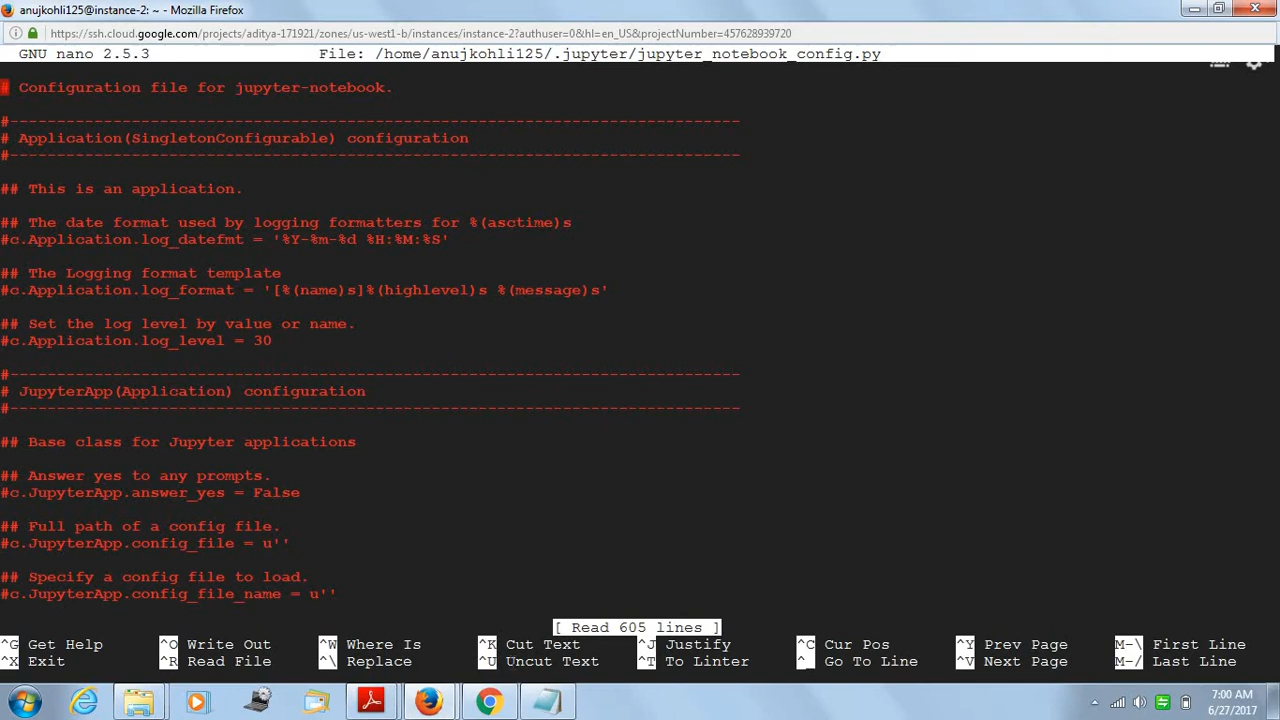 anujkohli125@instance-2: ~ - Mozilla Firefox
https://ssh.cloud.google.com/projects/aditya-171921/zones/us-west1-b/instances/instance-2?authuser=0&hl=en_US&projectNumber=457628939720
GNU nano 2.5.3 File: /home/anujkohli125/.jupyter/jupyter_notebook_config.py
# Configuration file for jupyter-notebook.
#------------------------------------------------------------------------------
# Application(SingletonConfigurable) configuration
#------------------------------------------------------------------------------
## This is an application.
## The date format used by logging formatters for %(asctime)s
#c.Application.log_datefmt = '%Y-%m-%d %H:%M:%S'
## The Logging format template
#c.Application.log_format = '[%(name)s]%(highlevel)s %(message)s'
## Set the log level by value or name.
#c.Application.log_level = 30
#------------------------------------------------------------------------------
# JupyterApp(Application) configuration
#------------------------------------------------------------------------------
## Base class for Jupyter applications
## Answer yes to any prompts.
#c.JupyterApp.answer_yes = False
## Full path of a config file.
#c.JupyterApp.config_file = u''
## Specify a config file to load.
#c.JupyterApp.config_file_name = u''
[ Read 605 lines ]
^G Get Help ^O Write Out ^W Where Is ^K Cut Text ^J Justify ^C Cur Pos ^Y Prev Page M-\ First Line
^X Exit ^R Read File ^\ Replace ^U Uncut Text ^T To Linter ^_ Go To Line ^V Next Page M-/ Last Line
7:00 AM
6/27/2017